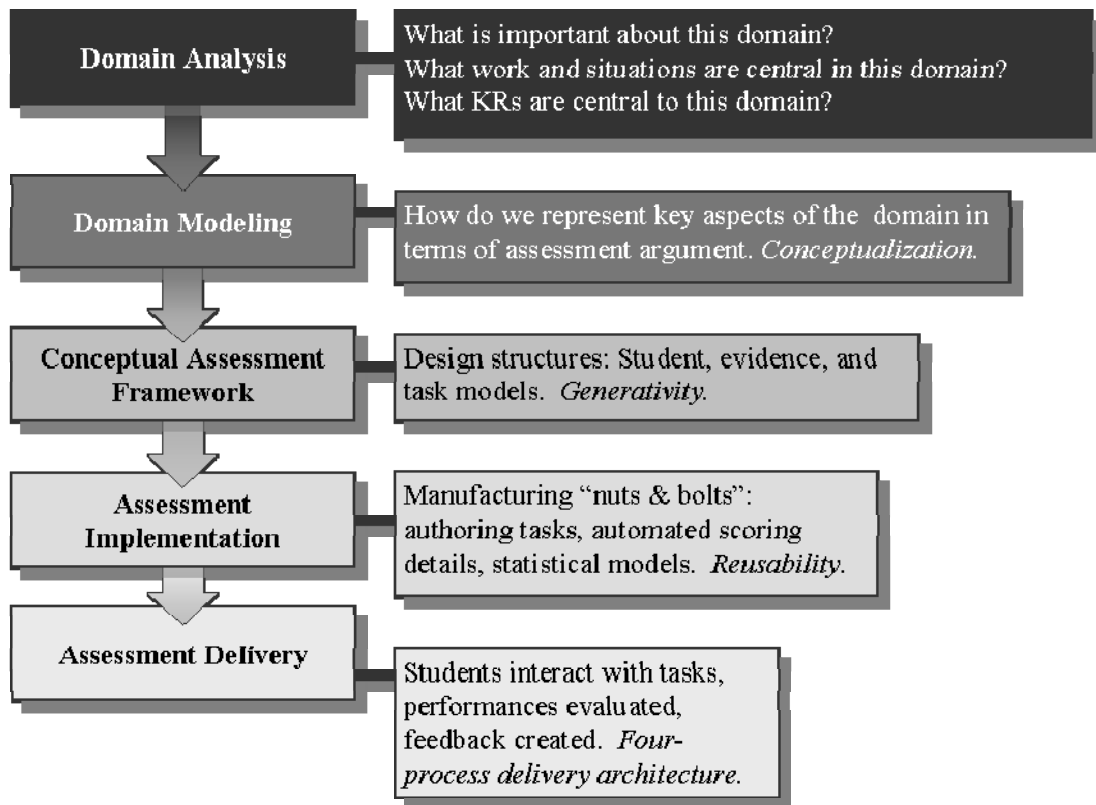 Domain Analysis
What is important about this domain?
What work and situations are central in this domain?
What KRs are central to this domain?
Domain Modeling
How do we represent key aspects of the domain in
terms of assessment argument. Conceptualization.
Conceptual Assessment
Framework
Design structures: Student, evidence, and
task models. Generativity.
Assessment
Implementation
Manufacturing “nuts & bolts”:
authoring tasks, automated scoring
details, statistical models. Reusability.
Assessment Delivery
Students interact with tasks,
performances evaluated,
feedback created. Four-
process delivery architecture.